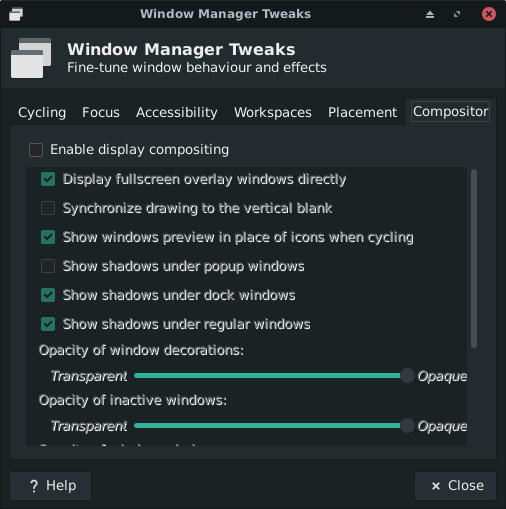 Window Manager Tweaks
Window Manager Tweaks
Fine-tune window behaviour and effects
Cycling Focus Accessibility Workspaces Placement Compositor
Enable display compositing
Display fullscreen overlay windows directly
Synchronize drawing to the vertical blank
Show windows preview in place of icons when cycling
Show shadows under popup windows
Show shadows under dock windows
Show shadows under regular windows
Opacity of window decorations:
Transparent Opaque
Opacity of inactive windows:
Transparent Opaque
? Help × Close